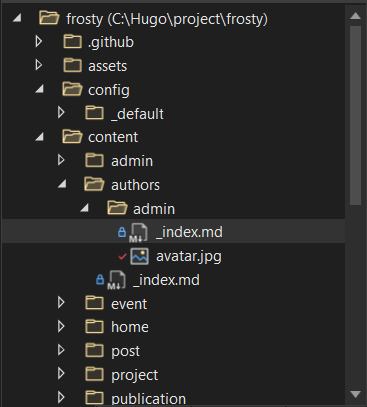 frosty (C:\Hugo\project\frosty)
.github
assets
config
_default
content
admin
authors
admin
M↓ _index.md
avatar.jpg
M↓ _index.md
event
home
post
project
publication